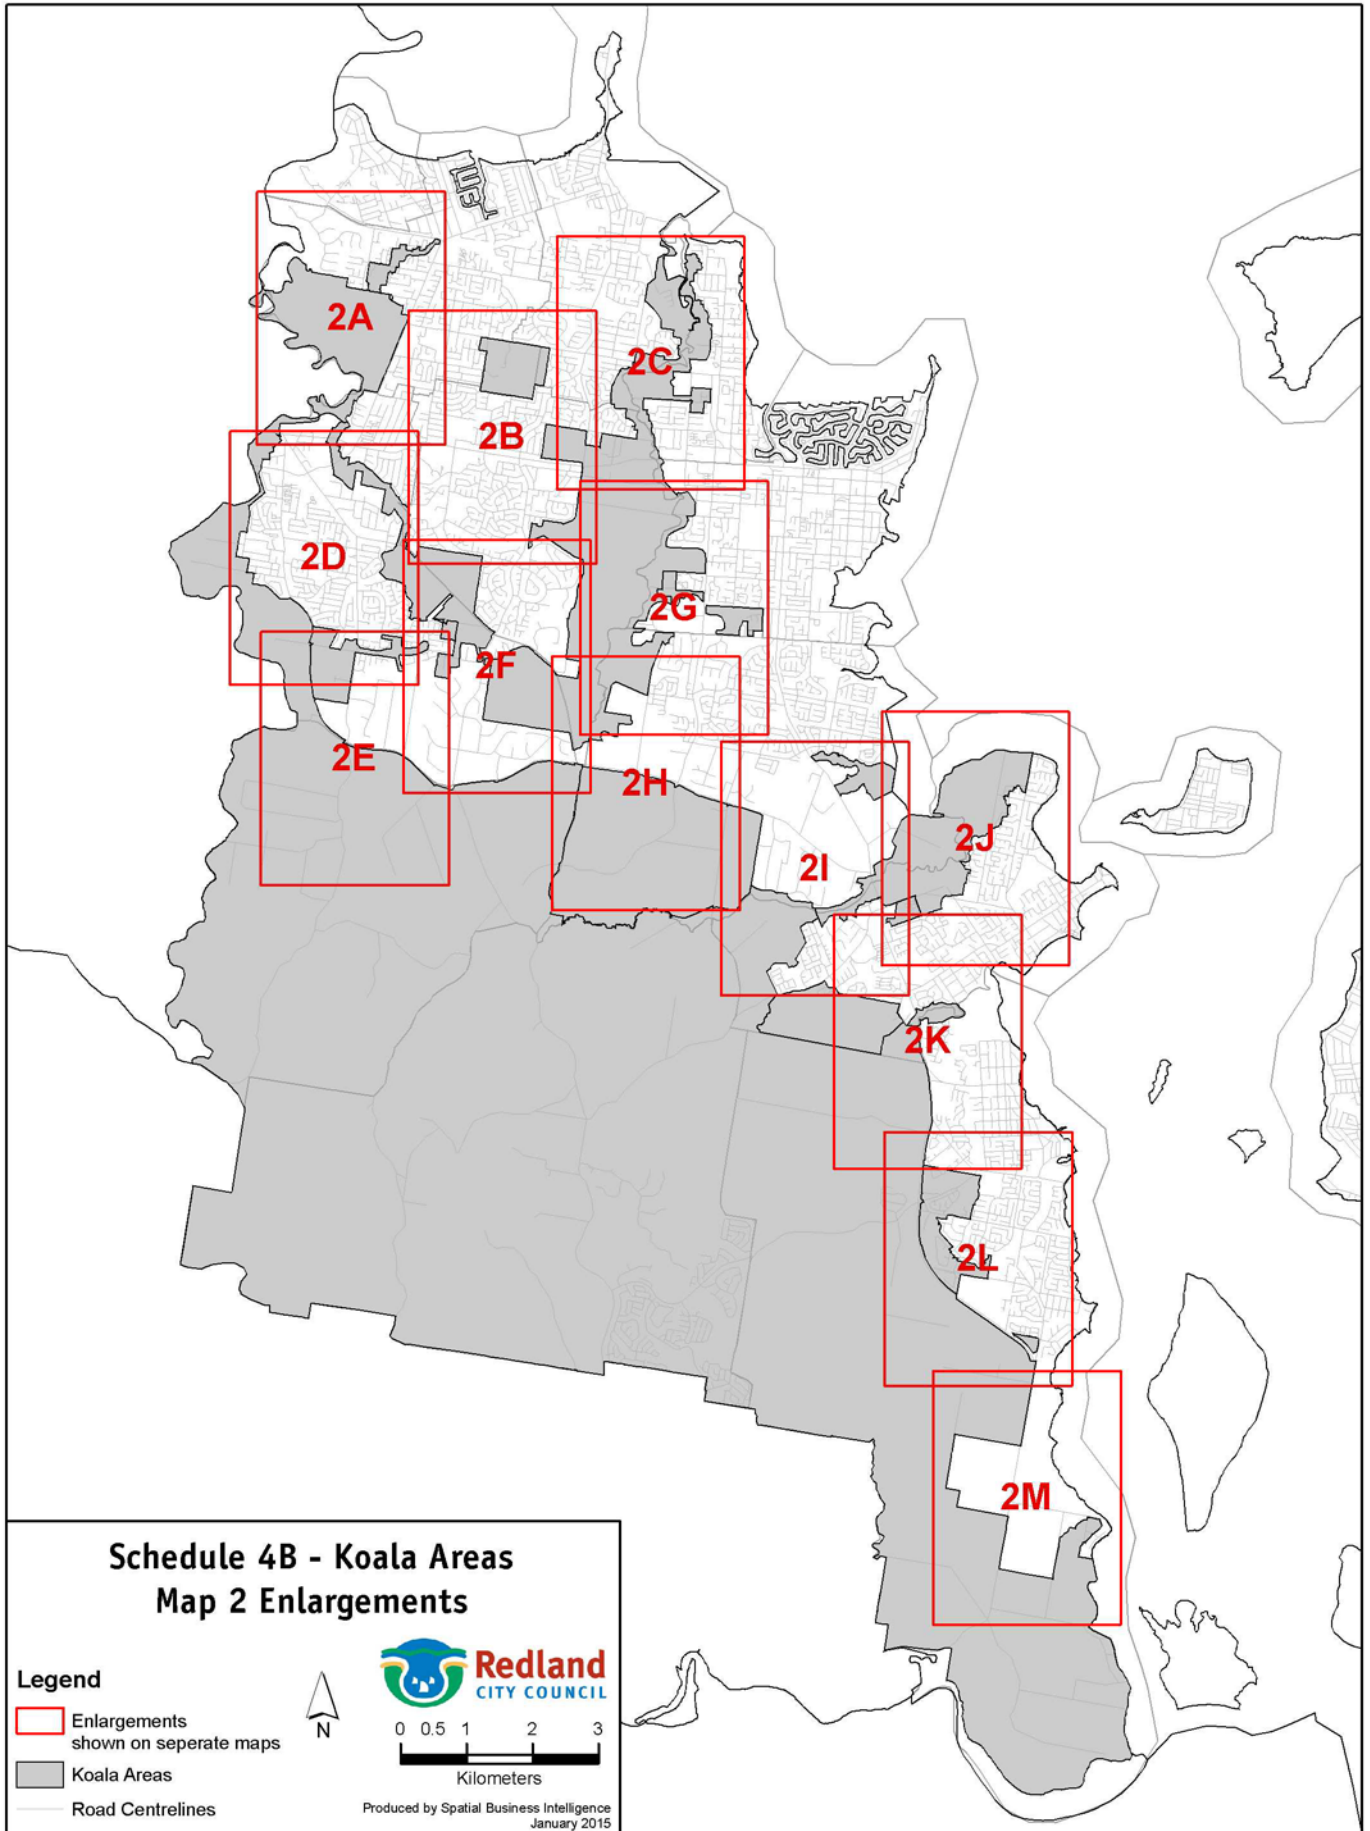 2A
2C
2B
2D
2G
2F
2E
2H
2J
2I
2K
2L
2M
Schedule 4B - Koala Areas
Map 2 Enlargements
Legend
Enlargements
shown on seperate maps
Koala Areas
Road Centrelines
N
Redland
CITY COUNCIL
0 0.5 1 2 3
Kilometers
Produced by Spatial Business Intelligence
January 2015